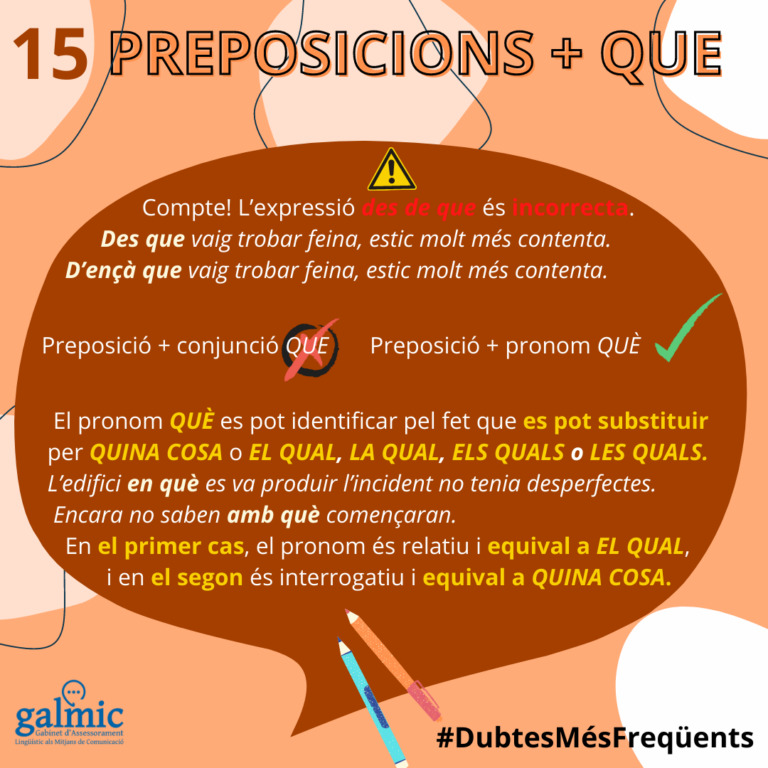 15 PREPOSICIONS + QUE
Compte! L'expressió des de que és incorrecta.
Des que vaig trobar feina, estic molt més contenta.
D'ençà que vaig trobar feina, estic molt més contenta.
Preposició + conjunció QUE
Preposició + pronom QUÈ
El pronom QUÈ es pot identificar pel fet que es pot substituir
per QUINA COSA o EL QUAL, LA QUAL, ELS QUALS o LES QUALS.
L'edifici en què es va produir l'incident no tenia desperfectes.
Encara no saben amb què començaran.
En el primer cas, el pronom és relatiu i equival a EL QUAL,
i en el segon és interrogatiu i equival a QUINA COSA.
galmic
Gabinet d'Assessorament
Lingüístic als Mitjans de Comunicació
#DubtesMésFreqüents